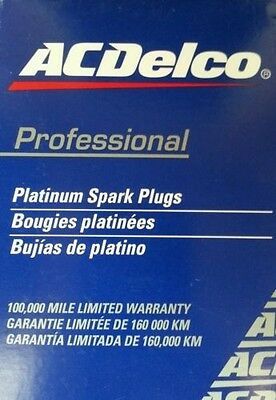 ACDelco®
Professional
Platinum Spark Plugs
Bougies platinées
Bujías de platino
100,000 MILE LIMITED WARRANTY
GARANTIE LIMITÉE DE 160 000 KM
GARANTÍA LIMITADA DE 160,000 KM